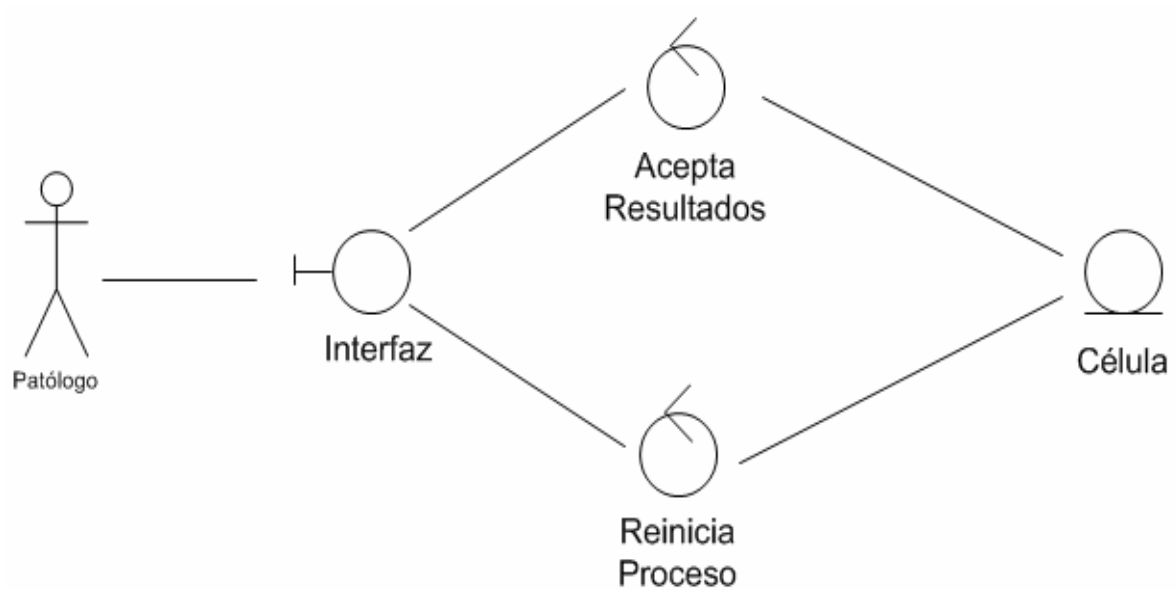 Acepta
Resultados
Patólogo
Interfaz
Célula
Reinicia
Proceso